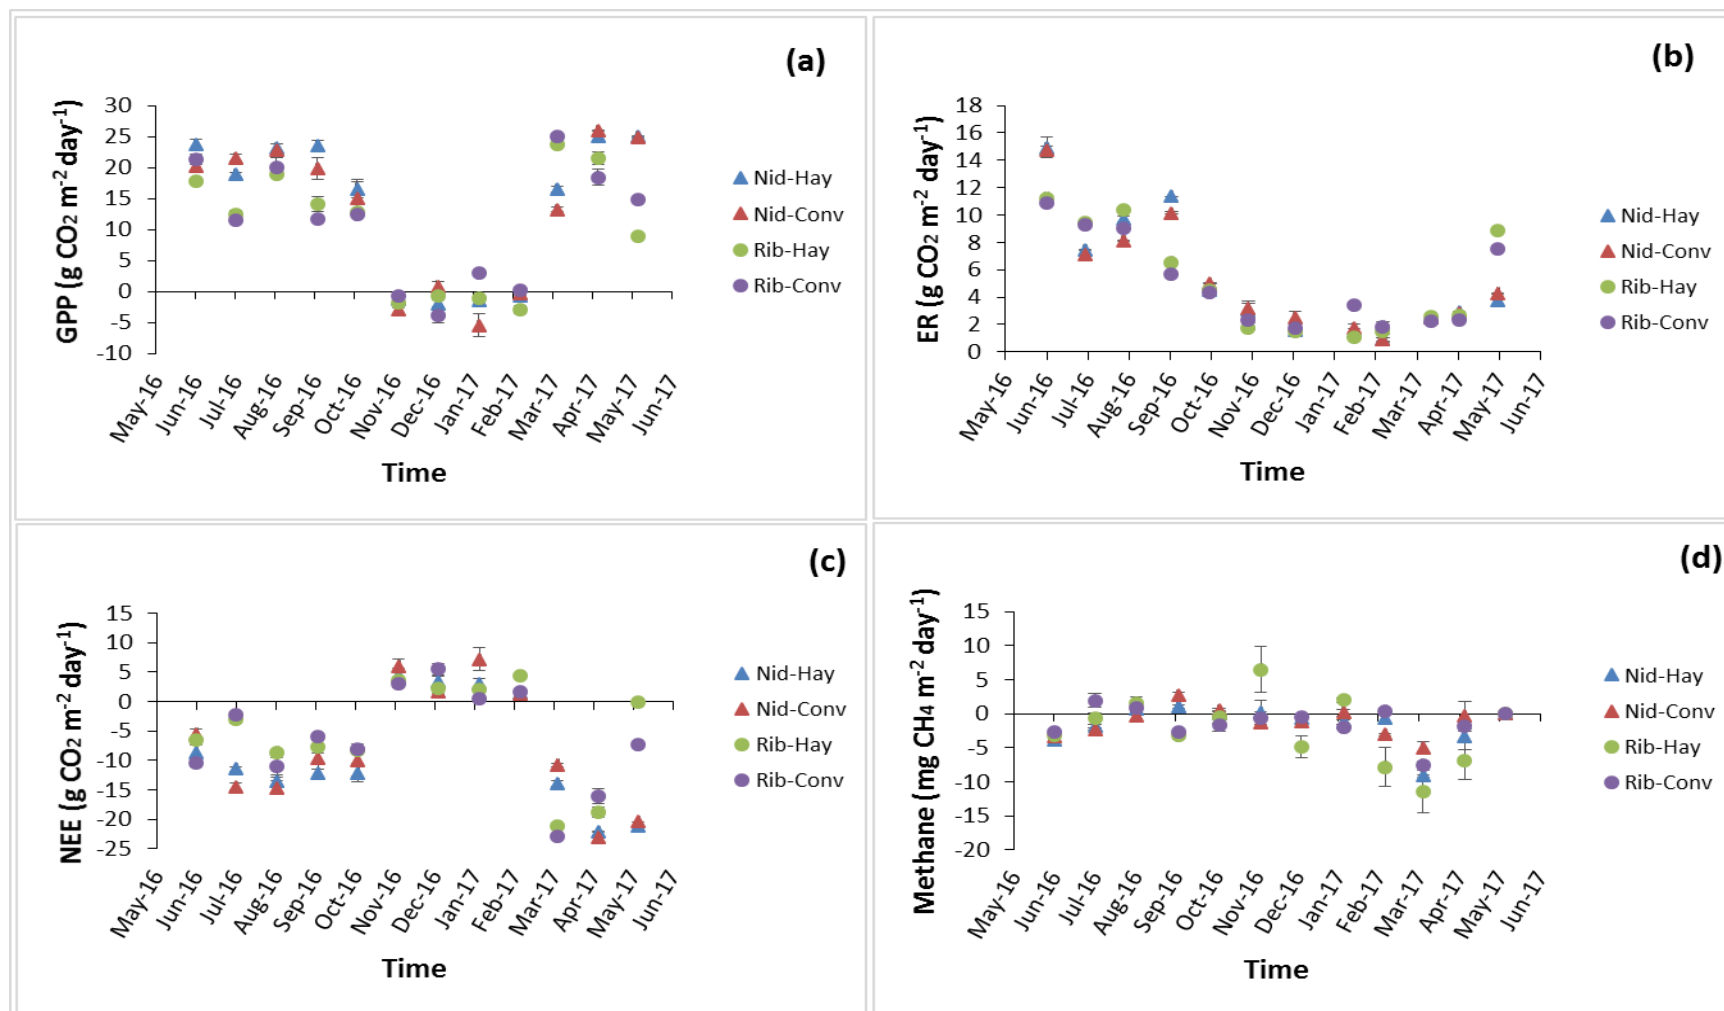 (a)
GPP (g CO₂ m⁻² day⁻¹)
30
25
20
15
10
5
0
-5
-10
May-16
Jun-16
Jul-16
Aug-16
Sep-16
Oct-16
Nov-16
Dec-16
Jan-17
Feb-17
Mar-17
Apr-17
May-17
Jun-17
Time
Nid-Hay
Nid-Conv
Rib-Hay
Rib-Conv
(b)
ER (g CO₂ m⁻² day⁻¹)
18
16
14
12
10
8
6
4
2
0
May-16
Jun-16
Jul-16
Aug-16
Sep-16
Oct-16
Nov-16
Dec-16
Jan-17
Feb-17
Mar-17
Apr-17
May-17
Jun-17
Time
Nid-Hay
Nid-Conv
Rib-Hay
Rib-Conv
(c)
NEE (g CO₂ m⁻² day⁻¹)
15
10
5
0
-5
-10
-15
-20
-25
May-16
Jun-16
Jul-16
Aug-16
Sep-16
Oct-16
Nov-16
Dec-16
Jan-17
Feb-17
Mar-17
Apr-17
May-17
Jun-17
Time
Nid-Hay
Nid-Conv
Rib-Hay
Rib-Conv
(d)
Methane (mg CH₄ m⁻² day⁻¹)
15
10
5
0
-5
-10
-15
-20
May-16
Jun-16
Jul-16
Aug-16
Sep-16
Oct-16
Nov-16
Dec-16
Jan-17
Feb-17
Mar-17
Apr-17
May-17
Jun-17
Time
Nid-Hay
Nid-Conv
Rib-Hay
Rib-Conv